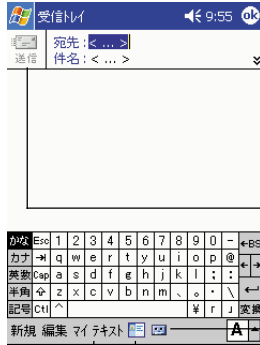 受信トレイ 9:55 ok
送信 宛先:< ... >
件名:< ... >
かな Esc 1 2 3 4 5 6 7 8 9 0 - ←BS
カナ →| q w e r t y u i o p @ ← →
英数 Cap a s d f g h j k l ; :
半角 z x c v b n m 、 。 ・ \ ↵
記号 Ctl ^ ¥ 「 」 変換
新規 編集 マイ テキスト A